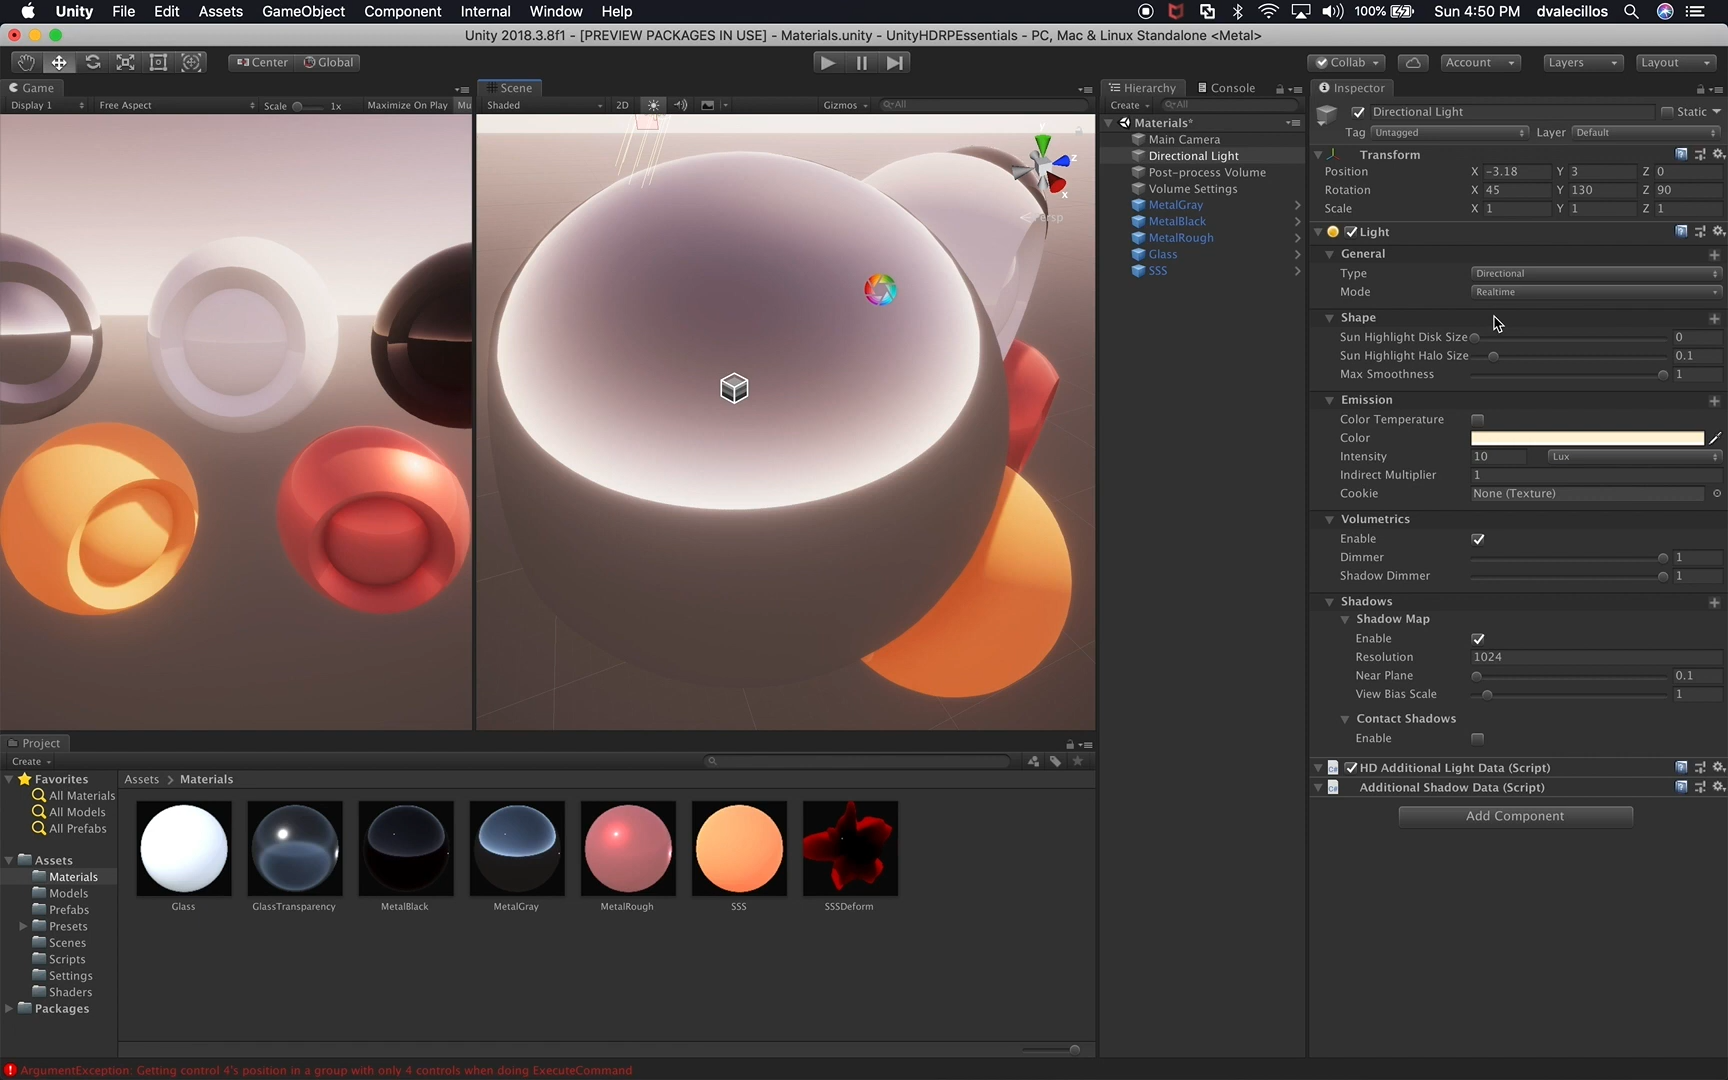 Unity File Edit Assets GameObject Component Internal Window Help 100% Sun 4:50 PM dvalecillos
Unity 2018.3.8f1 - [PREVIEW PACKAGES IN USE] - Materials.unity - UnityHDRPEssentials - PC, Mac & Linux Standalone <Metal>
Center Global Collab Account Layers Layout
Game Scene Hierarchy Console Inspector
Display 1 Free Aspect Scale 1x Maximize On Play Mu
Shaded 2D Gizmos All
Create All
Materials*
Main Camera
Directional Light
Post-process Volume
Volume Settings
MetalGray
MetalBlack
MetalRough
Glass
SSS
y z x
Persp
Directional Light Static
Tag Untagged Layer Default
Transform
Position X -3.18 Y 3 Z 0
Rotation X 45 Y 130 Z 90
Scale X 1 Y 1 Z 1
Light
General
Type Directional
Mode Realtime
Shape
Sun Highlight Disk Size 0
Sun Highlight Halo Size 0.1
Max Smoothness 1
Emission
Color Temperature
Color
Intensity 10 Lux
Indirect Multiplier 1
Cookie None (Texture)
Volumetrics
Enable
Dimmer 1
Shadow Dimmer 1
Shadows
Shadow Map
Enable
Resolution 1024
Near Plane 0.1
View Bias Scale 1
Contact Shadows
Enable
HD Additional Light Data (Script)
Additional Shadow Data (Script)
Add Component
Project
Create
Favorites
All Materials
All Models
All Prefabs
Assets
Materials
Models
Prefabs
Presets
Scenes
Scripts
Settings
Shaders
Packages
Assets > Materials
Glass GlassTransparency MetalBlack MetalGray MetalRough SSS SSSDeform
ArgumentException: Getting control 4's position in a group with only 4 controls when doing ExecuteCommand